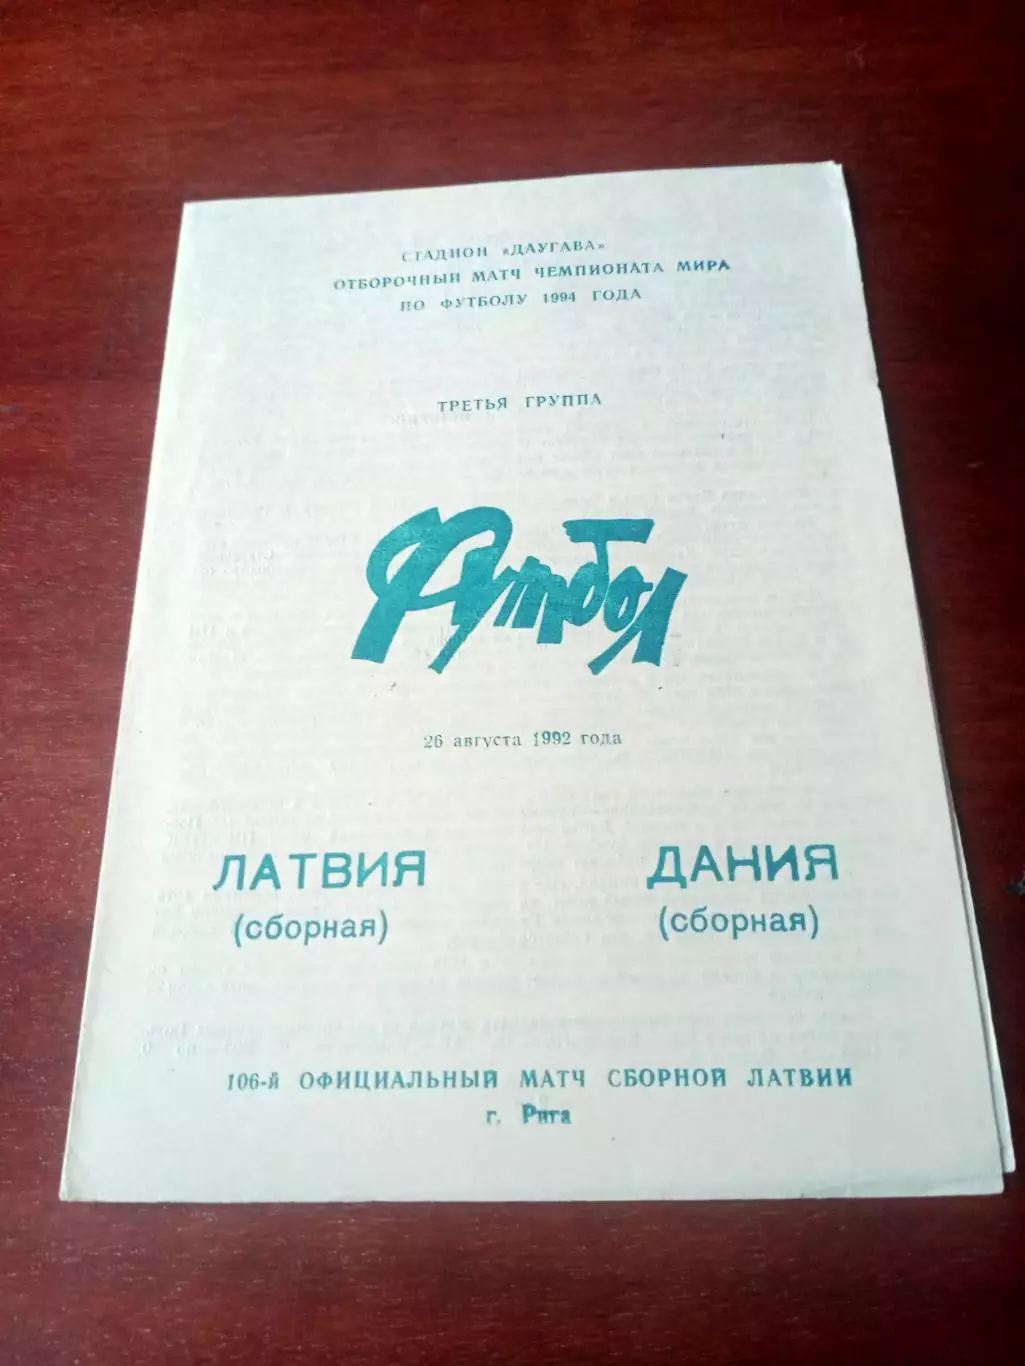 СТАДИОН «ДАУГАВА»
ОТБОРОЧНЫЙ МАТЧ ЧЕМПИОНАТА МИРА
ПО ФУТБОЛУ 1994 ГОДА
ТРЕТЬЯ ГРУППА
Футбол
26 августа 1992 года
ЛАТВИЯ ДАНИЯ
(сборная) (сборная)
106-й ОФИЦИАЛЬНЫЙ МАТЧ СБОРНОЙ ЛАТВИИ
г. Рига